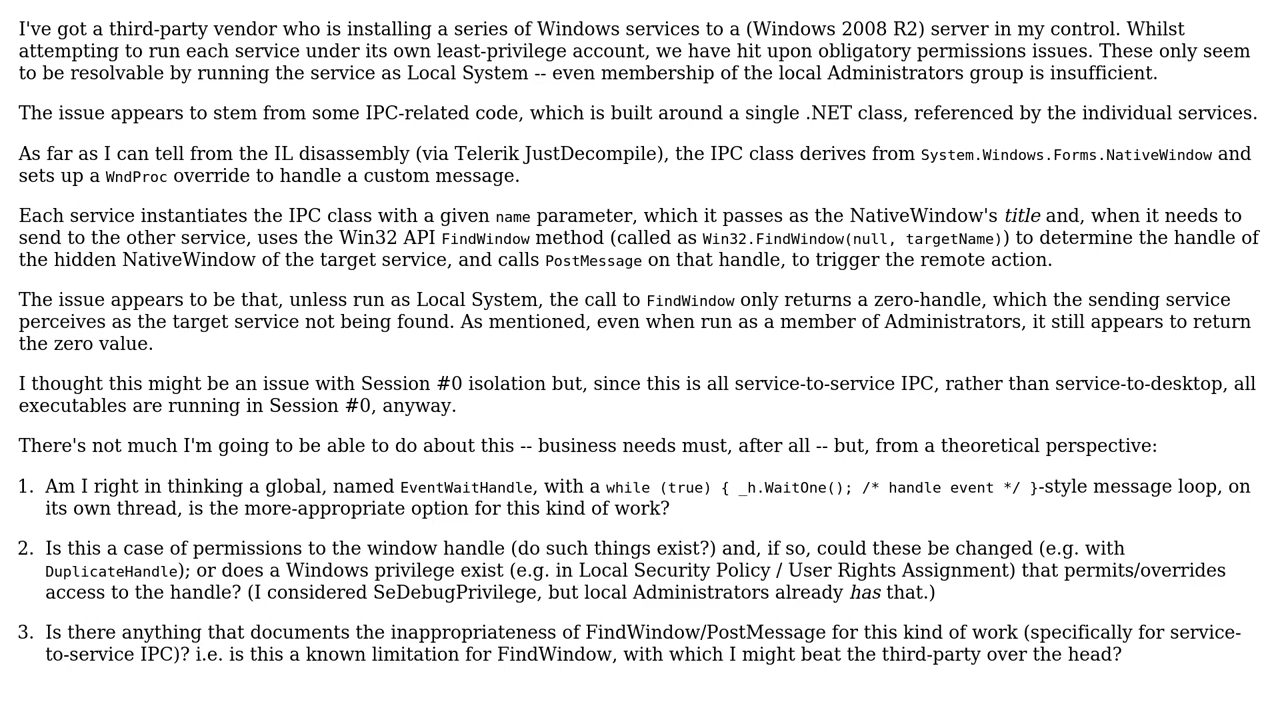 I've got a third-party vendor who is installing a series of Windows services to a (Windows 2008 R2) server in my control. Whilst
attempting to run each service under its own least-privilege account, we have hit upon obligatory permissions issues. These only seem
to be resolvable by running the service as Local System -- even membership of the local Administrators group is insufficient.
The issue appears to stem from some IPC-related code, which is built around a single .NET class, referenced by the individual services.
As far as I can tell from the IL disassembly (via Telerik JustDecompile), the IPC class derives from System.Windows.Forms.NativeWindow and
sets up a WndProc override to handle a custom message.
Each service instantiates the IPC class with a given name parameter, which it passes as the NativeWindow's title and, when it needs to
send to the other service, uses the Win32 API FindWindow method (called as Win32.FindWindow(null, targetName)) to determine the handle of
the hidden NativeWindow of the target service, and calls PostMessage on that handle, to trigger the remote action.
The issue appears to be that, unless run as Local System, the call to FindWindow only returns a zero-handle, which the sending service
perceives as the target service not being found. As mentioned, even when run as a member of Administrators, it still appears to return
the zero value.
I thought this might be an issue with Session #0 isolation but, since this is all service-to-service IPC, rather than service-to-desktop, all
executables are running in Session #0, anyway.
There's not much I'm going to be able to do about this -- business needs must, after all -- but, from a theoretical perspective:
1. Am I right in thinking a global, named EventWaitHandle, with a while (true) { _h.WaitOne(); /* handle event */ }-style message loop, on
its own thread, is the more-appropriate option for this kind of work?
2. Is this a case of permissions to the window handle (do such things exist?) and, if so, could these be changed (e.g. with
DuplicateHandle); or does a Windows privilege exist (e.g. in Local Security Policy / User Rights Assignment) that permits/overrides
access to the handle? (I considered SeDebugPrivilege, but local Administrators already has that.)
3. Is there anything that documents the inappropriateness of FindWindow/PostMessage for this kind of work (specifically for service-
to-service IPC)? i.e. is this a known limitation for FindWindow, with which I might beat the third-party over the head?